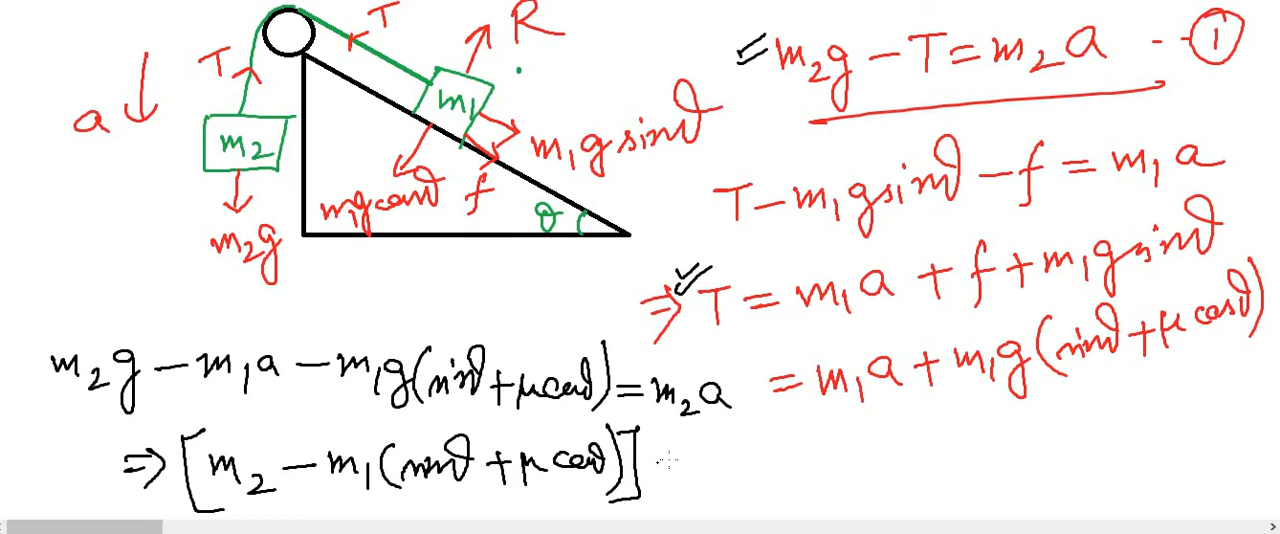 T
T
R
a
m₂
m₁
m₁g sinθ
m₁g cosθ
f
θ
m₂g
m₂g − T = m₂a - - ①
T − m₁g sinθ − f = m₁a
⇒ T = m₁a + f + m₁g sinθ
= m₁a + m₁g (sinθ + μ cosθ)
m₂g − m₁a − m₁g(sinθ + μ cosθ) = m₂a
⇒ [m₂ − m₁(sinθ + μ cosθ)]